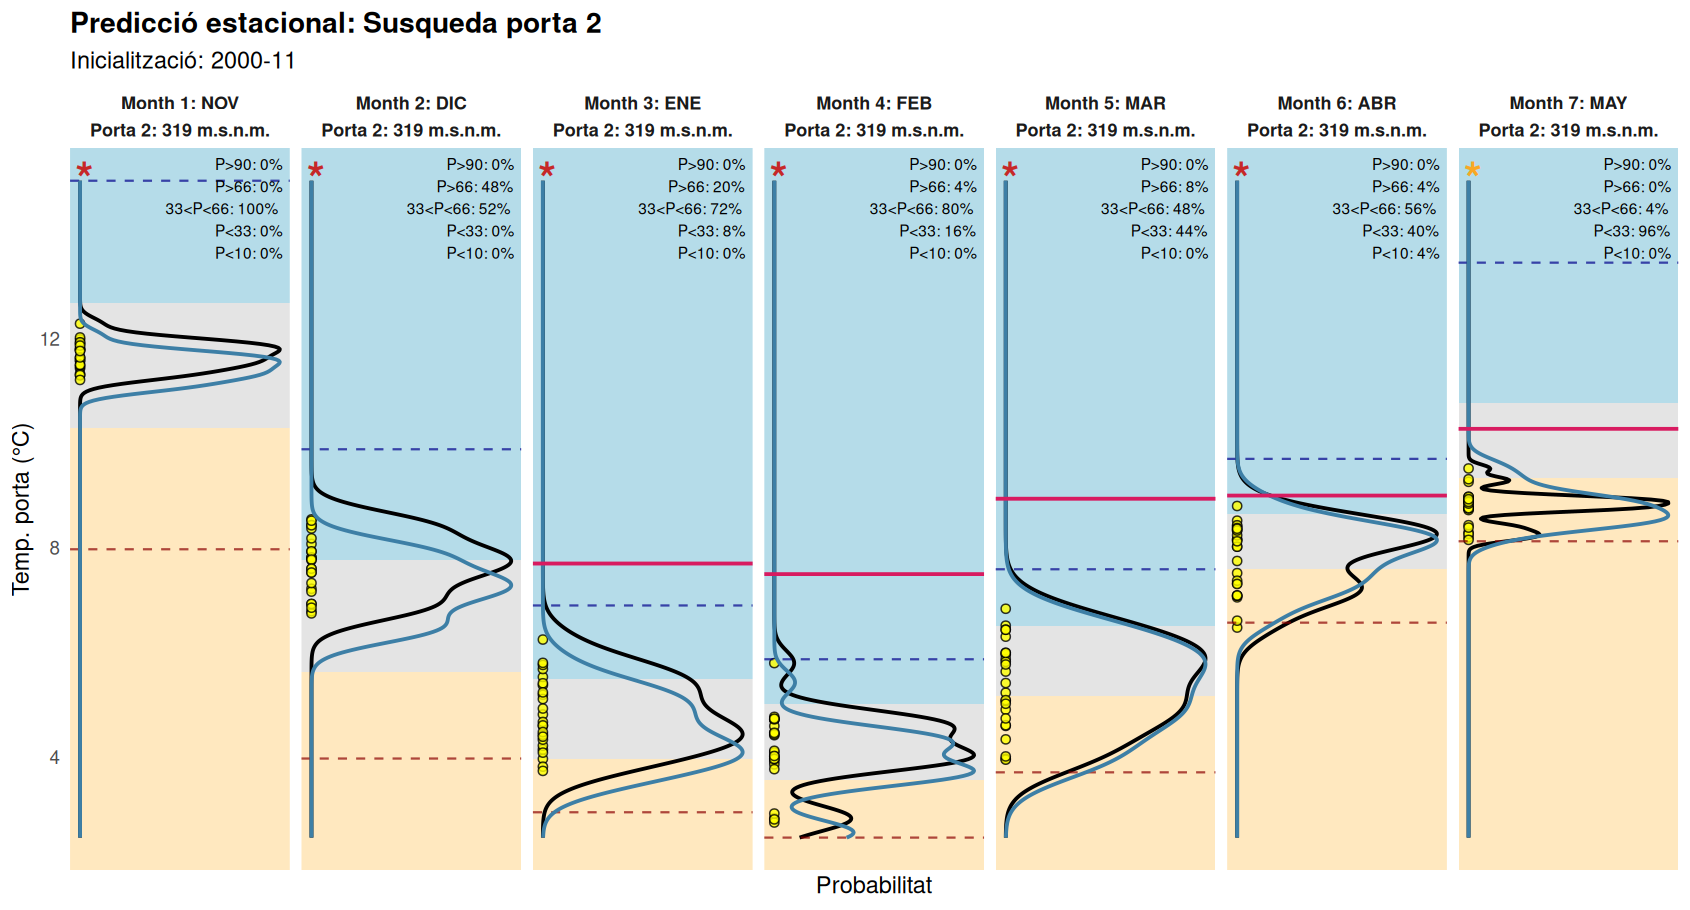 Predicció estacional: Susqueda porta 2
Inicialització: 2000-11
Month 1: NOV
Porta 2: 319 m.s.n.m.
Month 2: DIC
Porta 2: 319 m.s.n.m.
Month 3: ENE
Porta 2: 319 m.s.n.m.
Month 4: FEB
Porta 2: 319 m.s.n.m.
Month 5: MAR
Porta 2: 319 m.s.n.m.
Month 6: ABR
Porta 2: 319 m.s.n.m.
Month 7: MAY
Porta 2: 319 m.s.n.m.
*
P>90: 0%
P>66: 0%
33<P<66: 100%
P<33: 0%
P<10: 0%
*
P>90: 0%
P>66: 48%
33<P<66: 52%
P<33: 0%
P<10: 0%
*
P>90: 0%
P>66: 20%
33<P<66: 72%
P<33: 8%
P<10: 0%
*
P>90: 0%
P>66: 4%
33<P<66: 80%
P<33: 16%
P<10: 0%
*
P>90: 0%
P>66: 8%
33<P<66: 48%
P<33: 44%
P<10: 0%
*
P>90: 0%
P>66: 4%
33<P<66: 56%
P<33: 40%
P<10: 4%
*
P>90: 0%
P>66: 0%
33<P<66: 4%
P<33: 96%
P<10: 0%
12
8
4
Temp. porta (°C)
Probabilitat